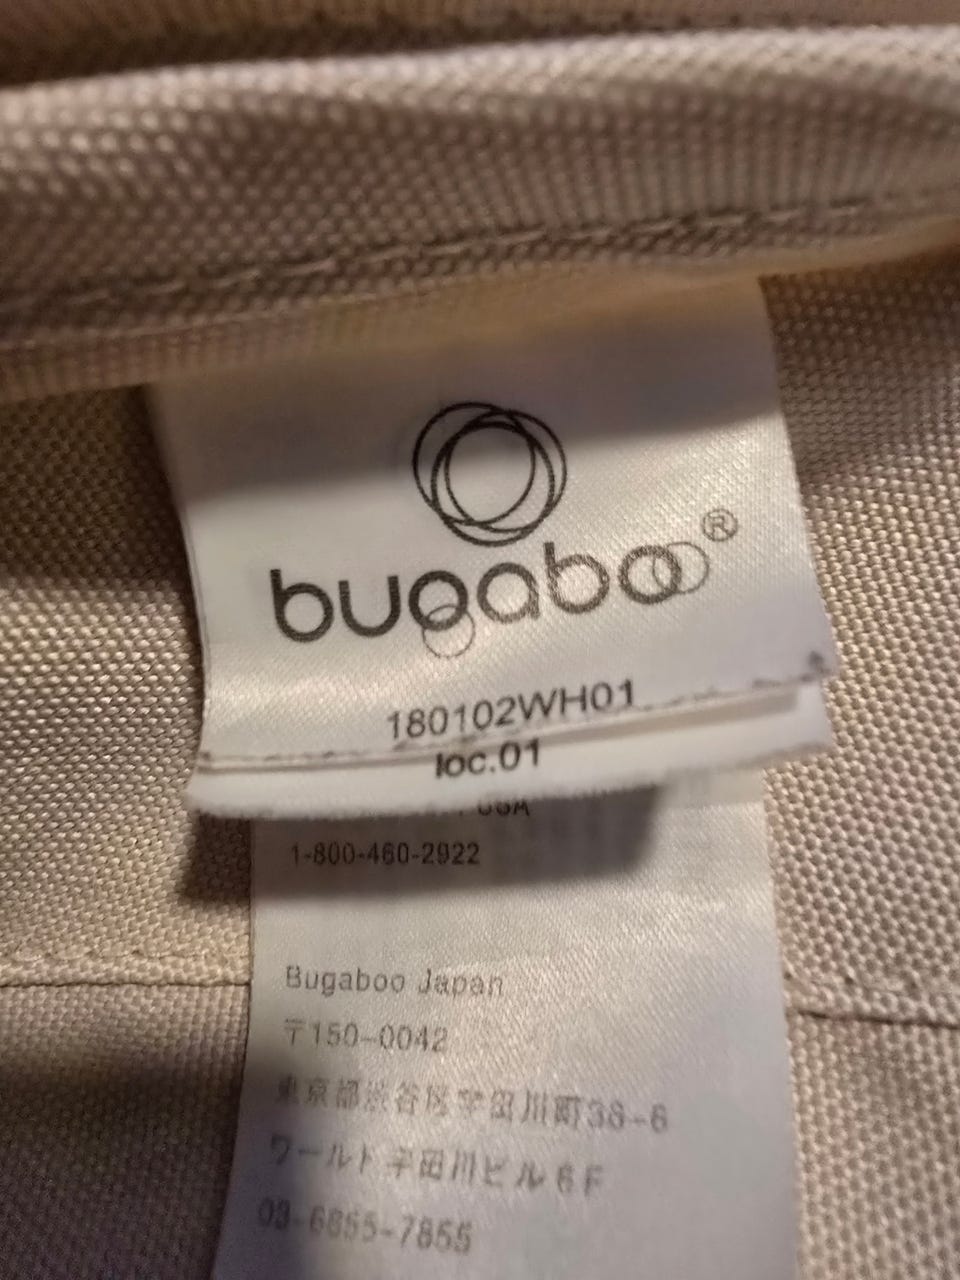 bugaboo®
180102WH01
loc.01
USA
1-800-460-2922
Bugaboo Japan
〒150-0042
東京都渋谷区宇田川町36-6
ワールド宇田川ビル6F
03-6855-7855